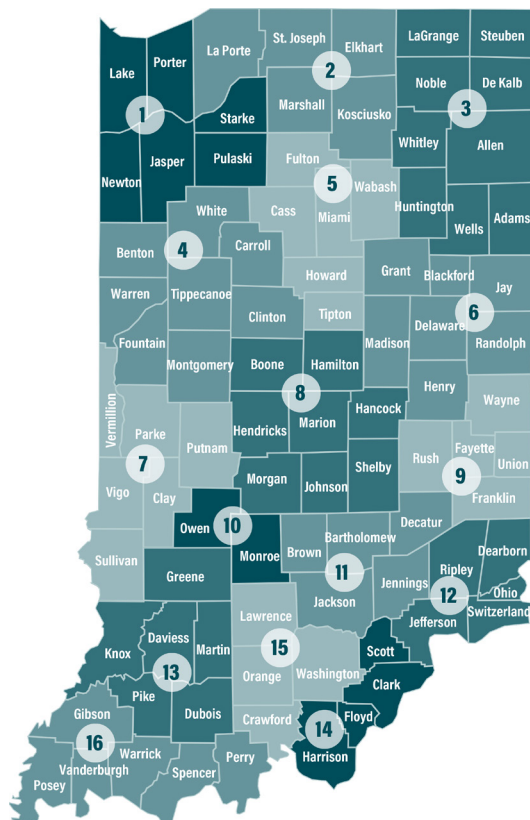 LaGrange
Steuben
St. Joseph
Elkhart
La Porte
Porter
Lake
2
Noble
De Kalb
3
1
Marshall
Kosciusko
Starke
Whitley
Allen
Fulton
Jasper
Pulaski
Newton
5
Wabash
Huntington
White
Cass
Miami
Wells
Adams
4
Carroll
Benton
Grant
Blackford
Howard
Jay
Warren
Tippecanoe
Tipton
6
Clinton
Delaware
Madison
Randolph
Fountain
Boone
Hamilton
Montgomery
Henry
8
Wayne
Hancock
Vermillion
Parke
Hendricks
Marion
Putnam
Fayette
Rush
7
Shelby
Union
9
Morgan
Johnson
Franklin
Vigo
Clay
Owen
10
Decatur
Bartholomew
Dearborn
Brown
Monroe
Sullivan
Ripley
11
Jennings
Greene
Ohio
12
Jackson
Switzerland
Lawrence
Jefferson
Daviess
Knox
Martin
15
Scott
13
Orange
Washington
Clark
Pike
Dubois
Gibson
Crawford
Floyd
14
16
Warrick
Perry
Harrison
Vanderburgh
Spencer
Posey